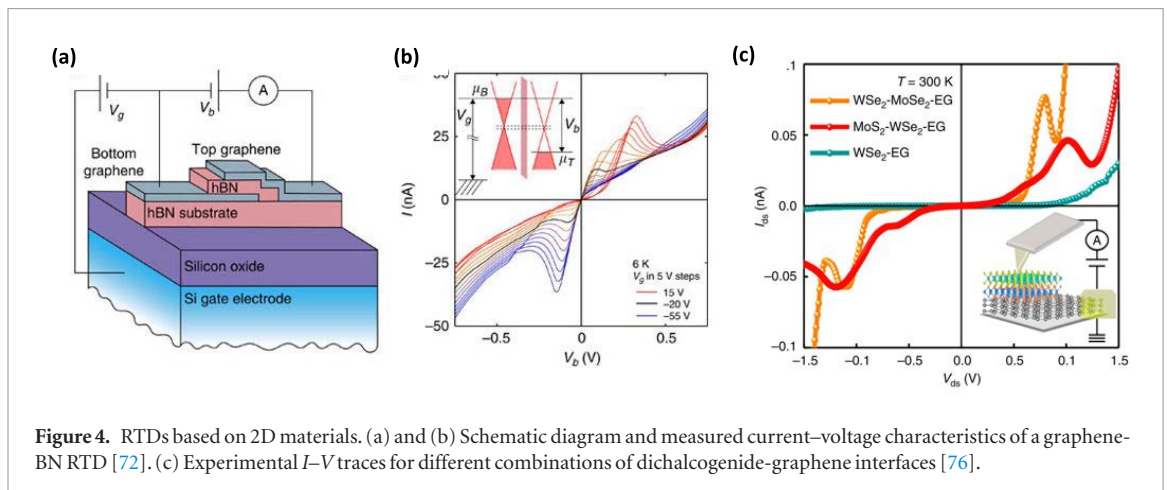 (a)
V_g
V_b
A
Bottom
graphene
Top graphene
hBN
hBN substrate
Silicon oxide
Si gate electrode
(b)
50
25
0
−25
−50
I (nA)
μ_B
V_g
V_b
μ_T
6 K
V_g in 5 V steps
15 V
−20 V
−55 V
−0.5
0
0.5
V_b (V)
(c)
.1
0.05
0.0
−0.05
−0.1
I_ds (nA)
T = 300 K
WSe2-MoSe2-EG
MoS2-WSe2-EG
WSe2-EG
A
−1.5
−0.1
−0.5
0.0
0.5
0.1
1.5
V_ds (V)
Figure 4. RTDs based on 2D materials. (a) and (b) Schematic diagram and measured current–voltage characteristics of a graphene-
BN RTD [72]. (c) Experimental I–V traces for different combinations of dichalcogenide-graphene interfaces [76].